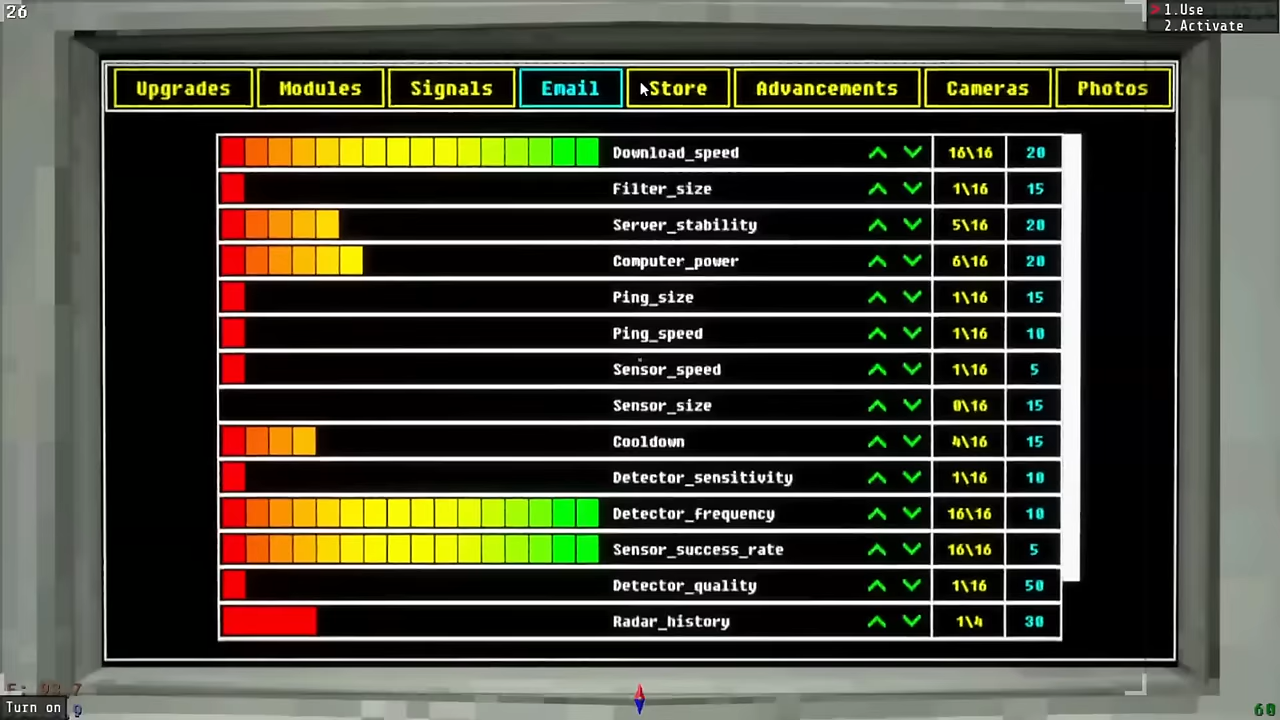 26
1.Use
2.Activate
Upgrades Modules Signals Email Store Advancements Cameras Photos
Download_speed 16\16 20
Filter_size 1\16 15
Server_stability 5\16 20
Computer_power 6\16 20
Ping_size 1\16 15
Ping_speed 1\16 10
Sensor_speed 1\16 5
Sensor_size 0\16 15
Cooldown 4\16 15
Detector_sensitivity 1\16 10
Detector_frequency 16\16 10
Sensor_success_rate 16\16 5
Detector_quality 1\16 50
Radar_history 1\4 30
Turn on
60